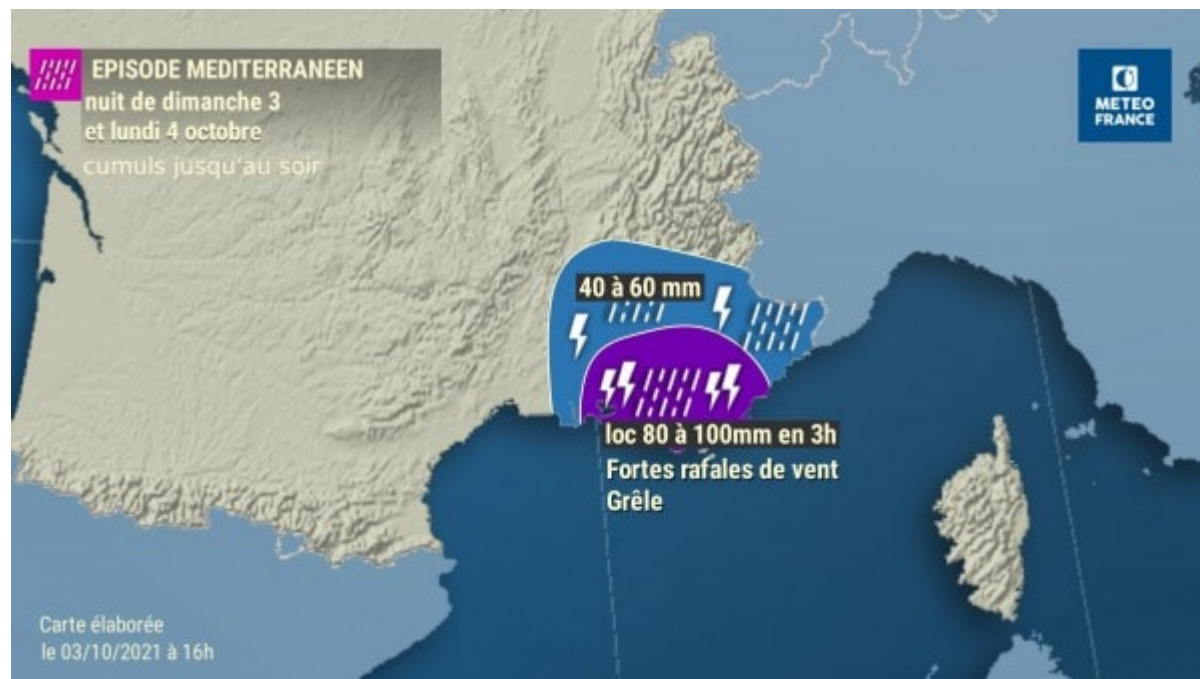 EPISODE MEDITERRANEEN
nuit de dimanche 3
et lundi 4 octobre
cumuls jusqu'au soir
METEO
FRANCE
40 à 60 mm
loc 80 à 100mm en 3h
Fortes rafales de vent
Grêle
Carte élaborée
le 03/10/2021 à 16h